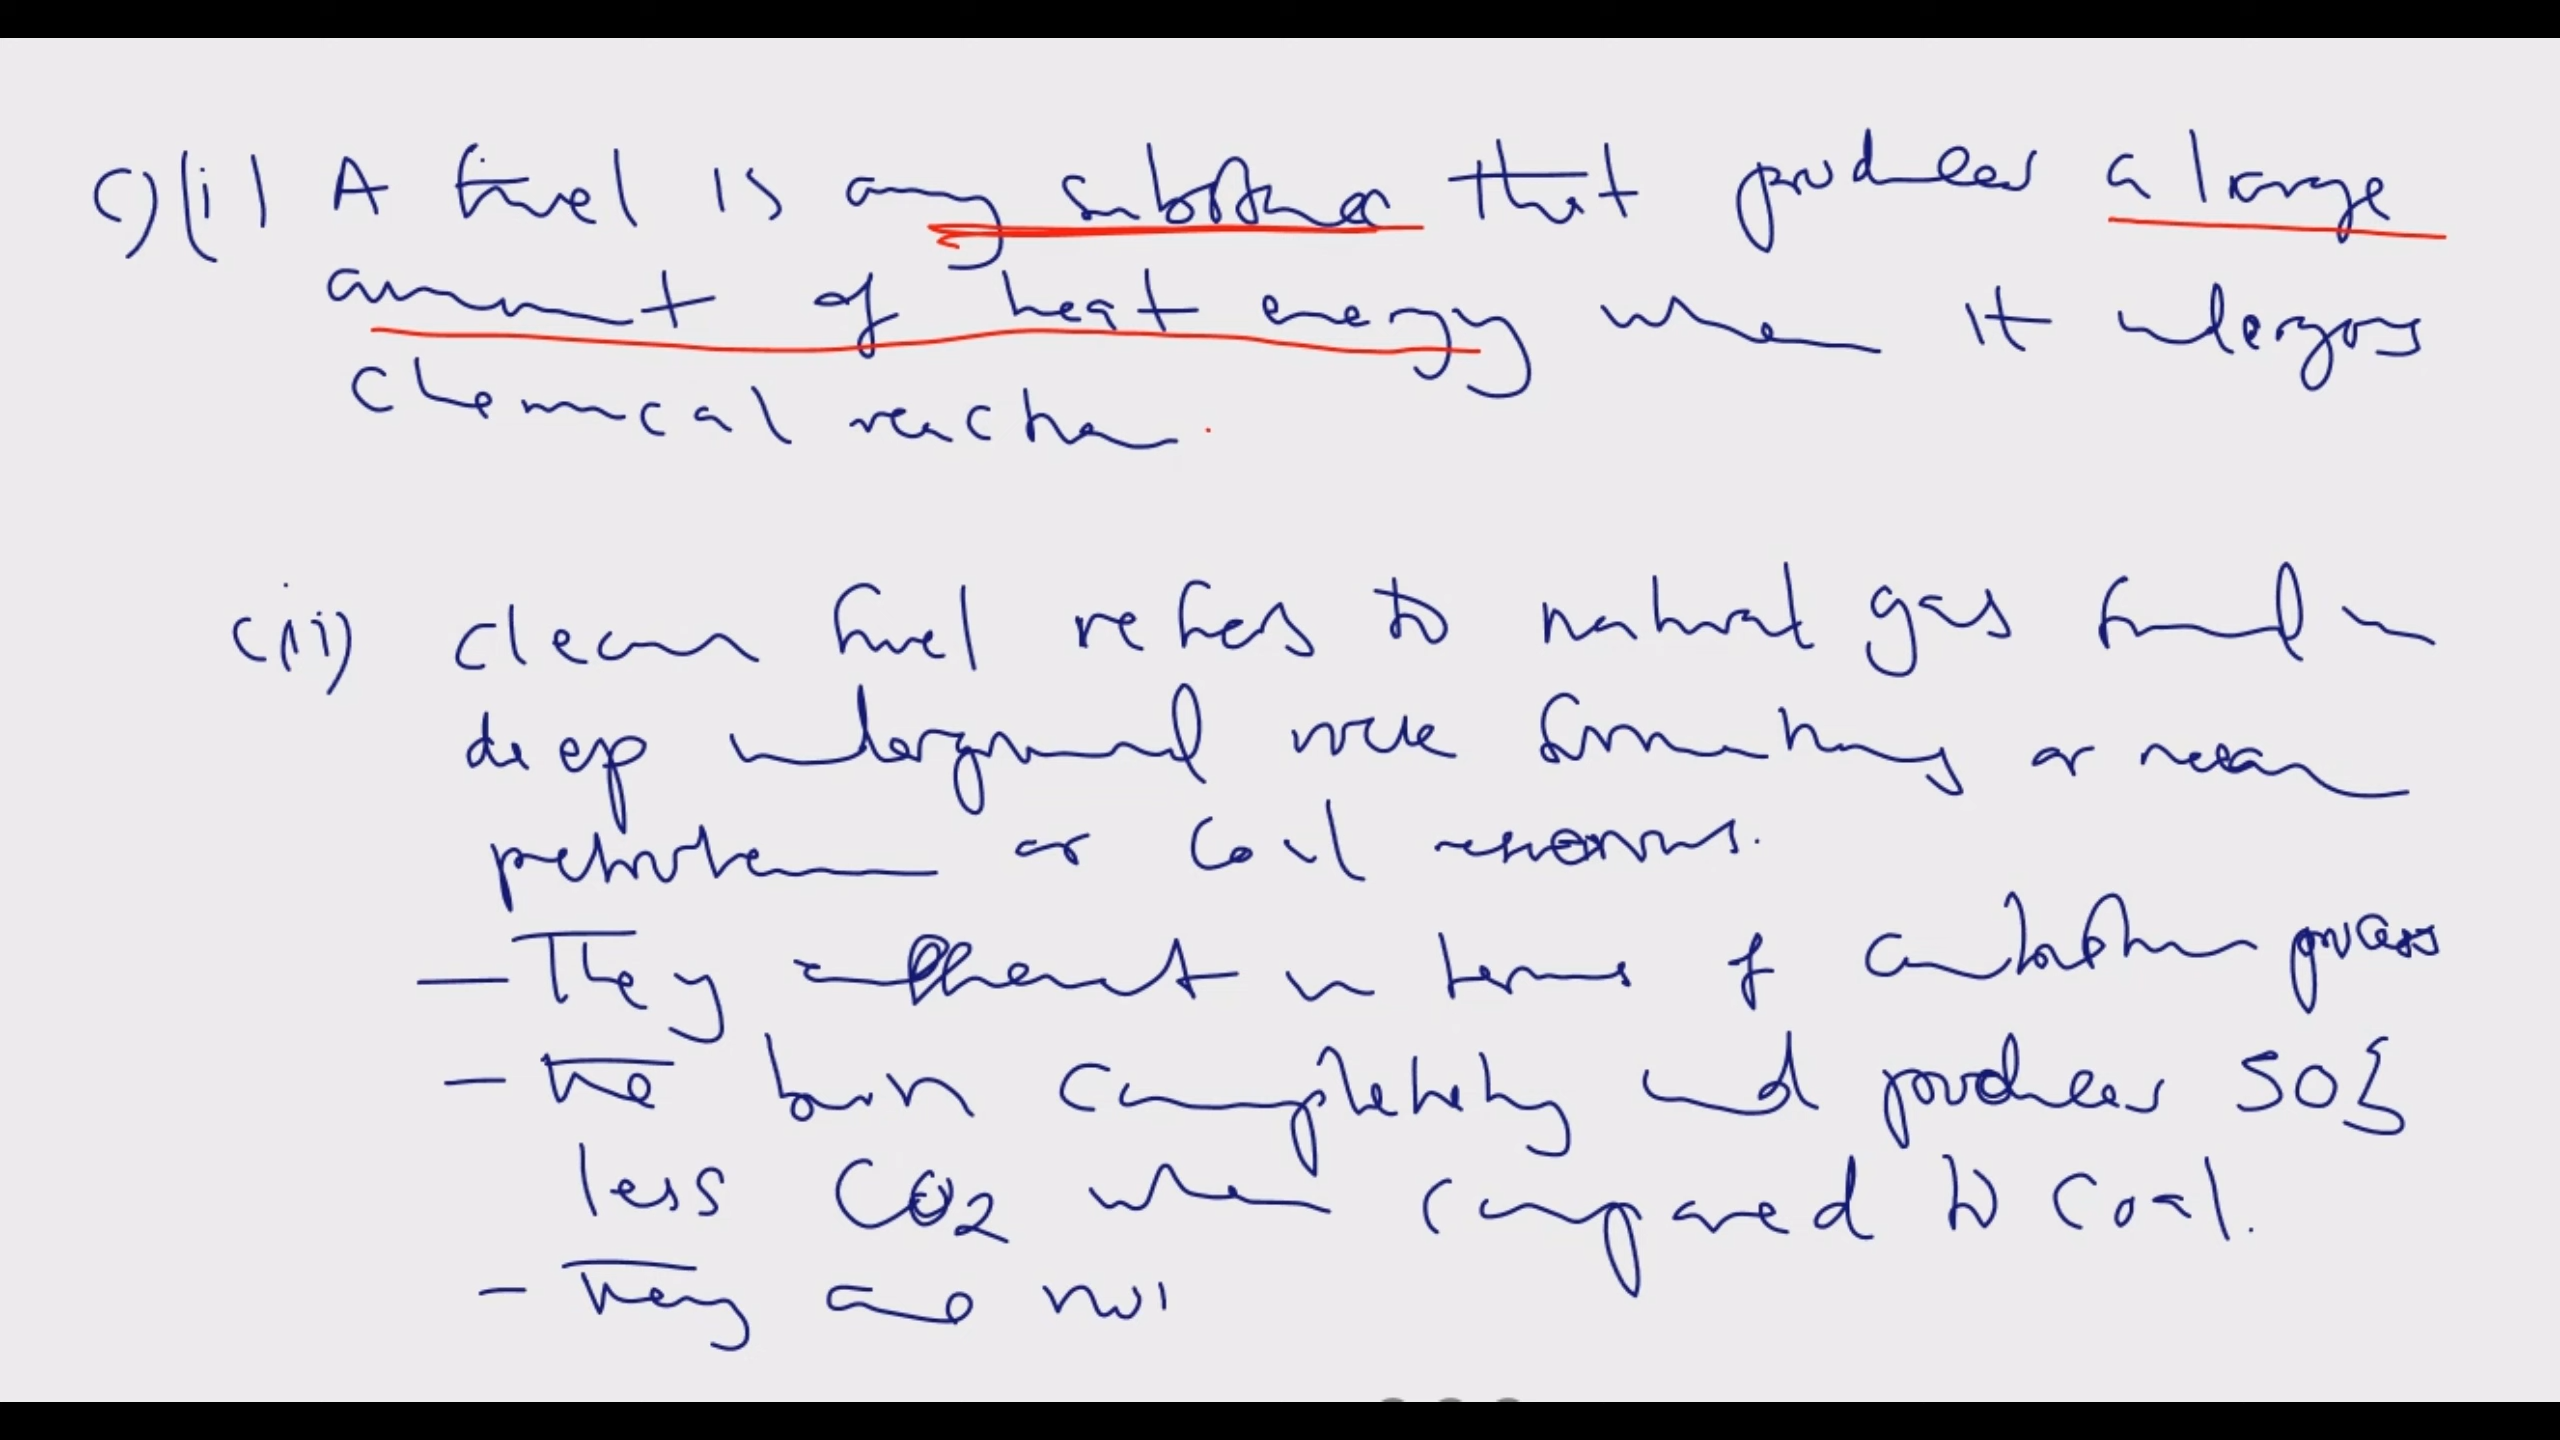 c)(i) A fuel is any substance that produces a large
amount of heat energy when it undergoes
chemical reaction.
(ii) clean fuel refers to natural gas found in
deep underground rock formations or near
petroleum or coal reservoirs.
- They efficient in terms of combustion process
- The burn completely and produces SO3
less CO2 when compared to coal.
- They are